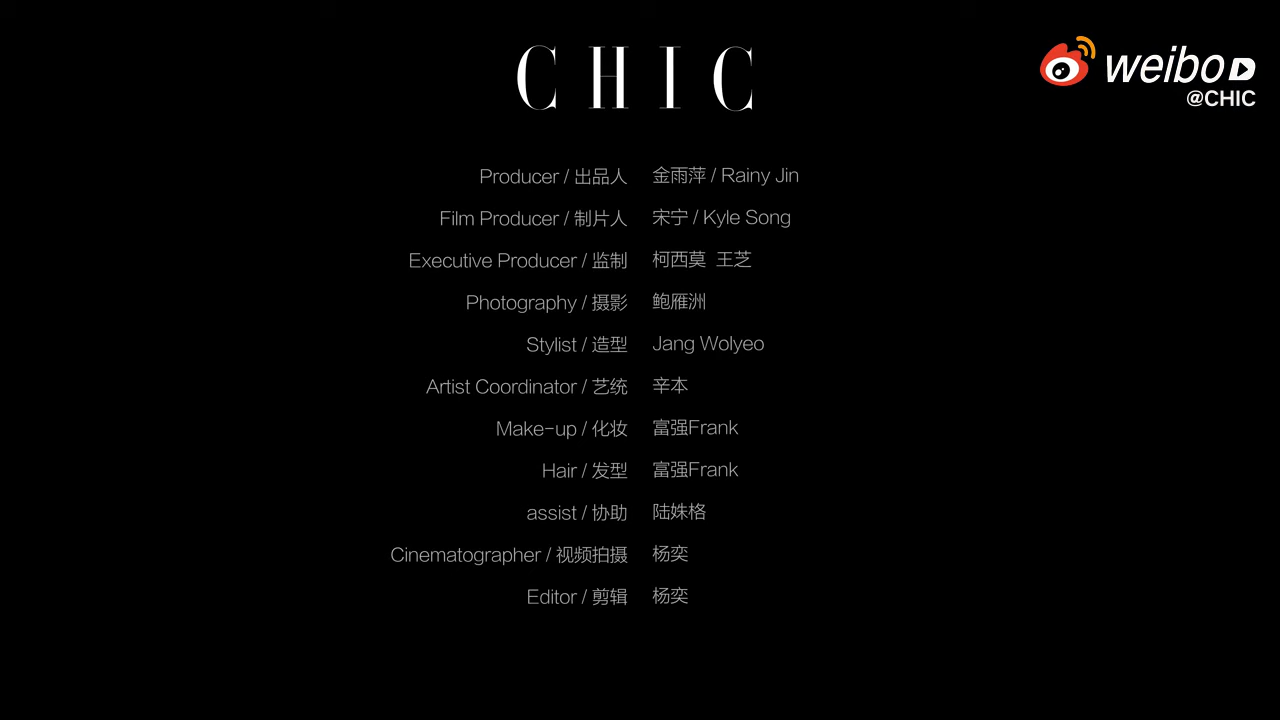 CHIC
weibo
@CHIC
Producer / 出品人 金雨萍 / Rainy Jin
Film Producer / 制片人 宋宁 / Kyle Song
Executive Producer / 监制 柯西莫 王芝
Photography / 摄影 鲍雁洲
Stylist / 造型 Jang Wolyeo
Artist Coordinator / 艺统 辛本
Make-up / 化妆 富强Frank
Hair / 发型 富强Frank
assist / 协助 陆姝格
Cinematographer / 视频拍摄 杨奕
Editor / 剪辑 杨奕